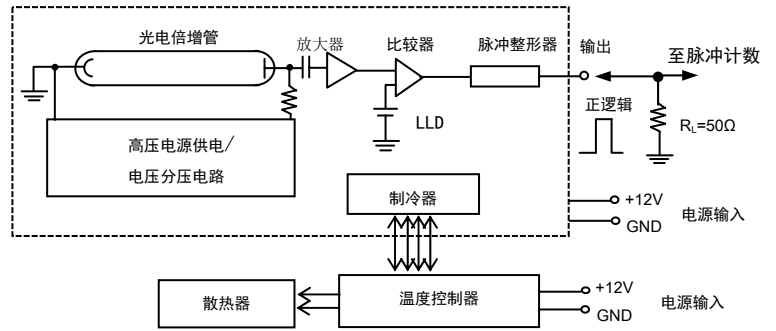 光电倍增管
放大器
比较器
脉冲整形器
输出
至脉冲计数
正逻辑
R_L=50Ω
LLD
高压电源供电/
电压分压电路
制冷器
+12V
GND
电源输入
散热器
温度控制器
+12V
GND
电源输入